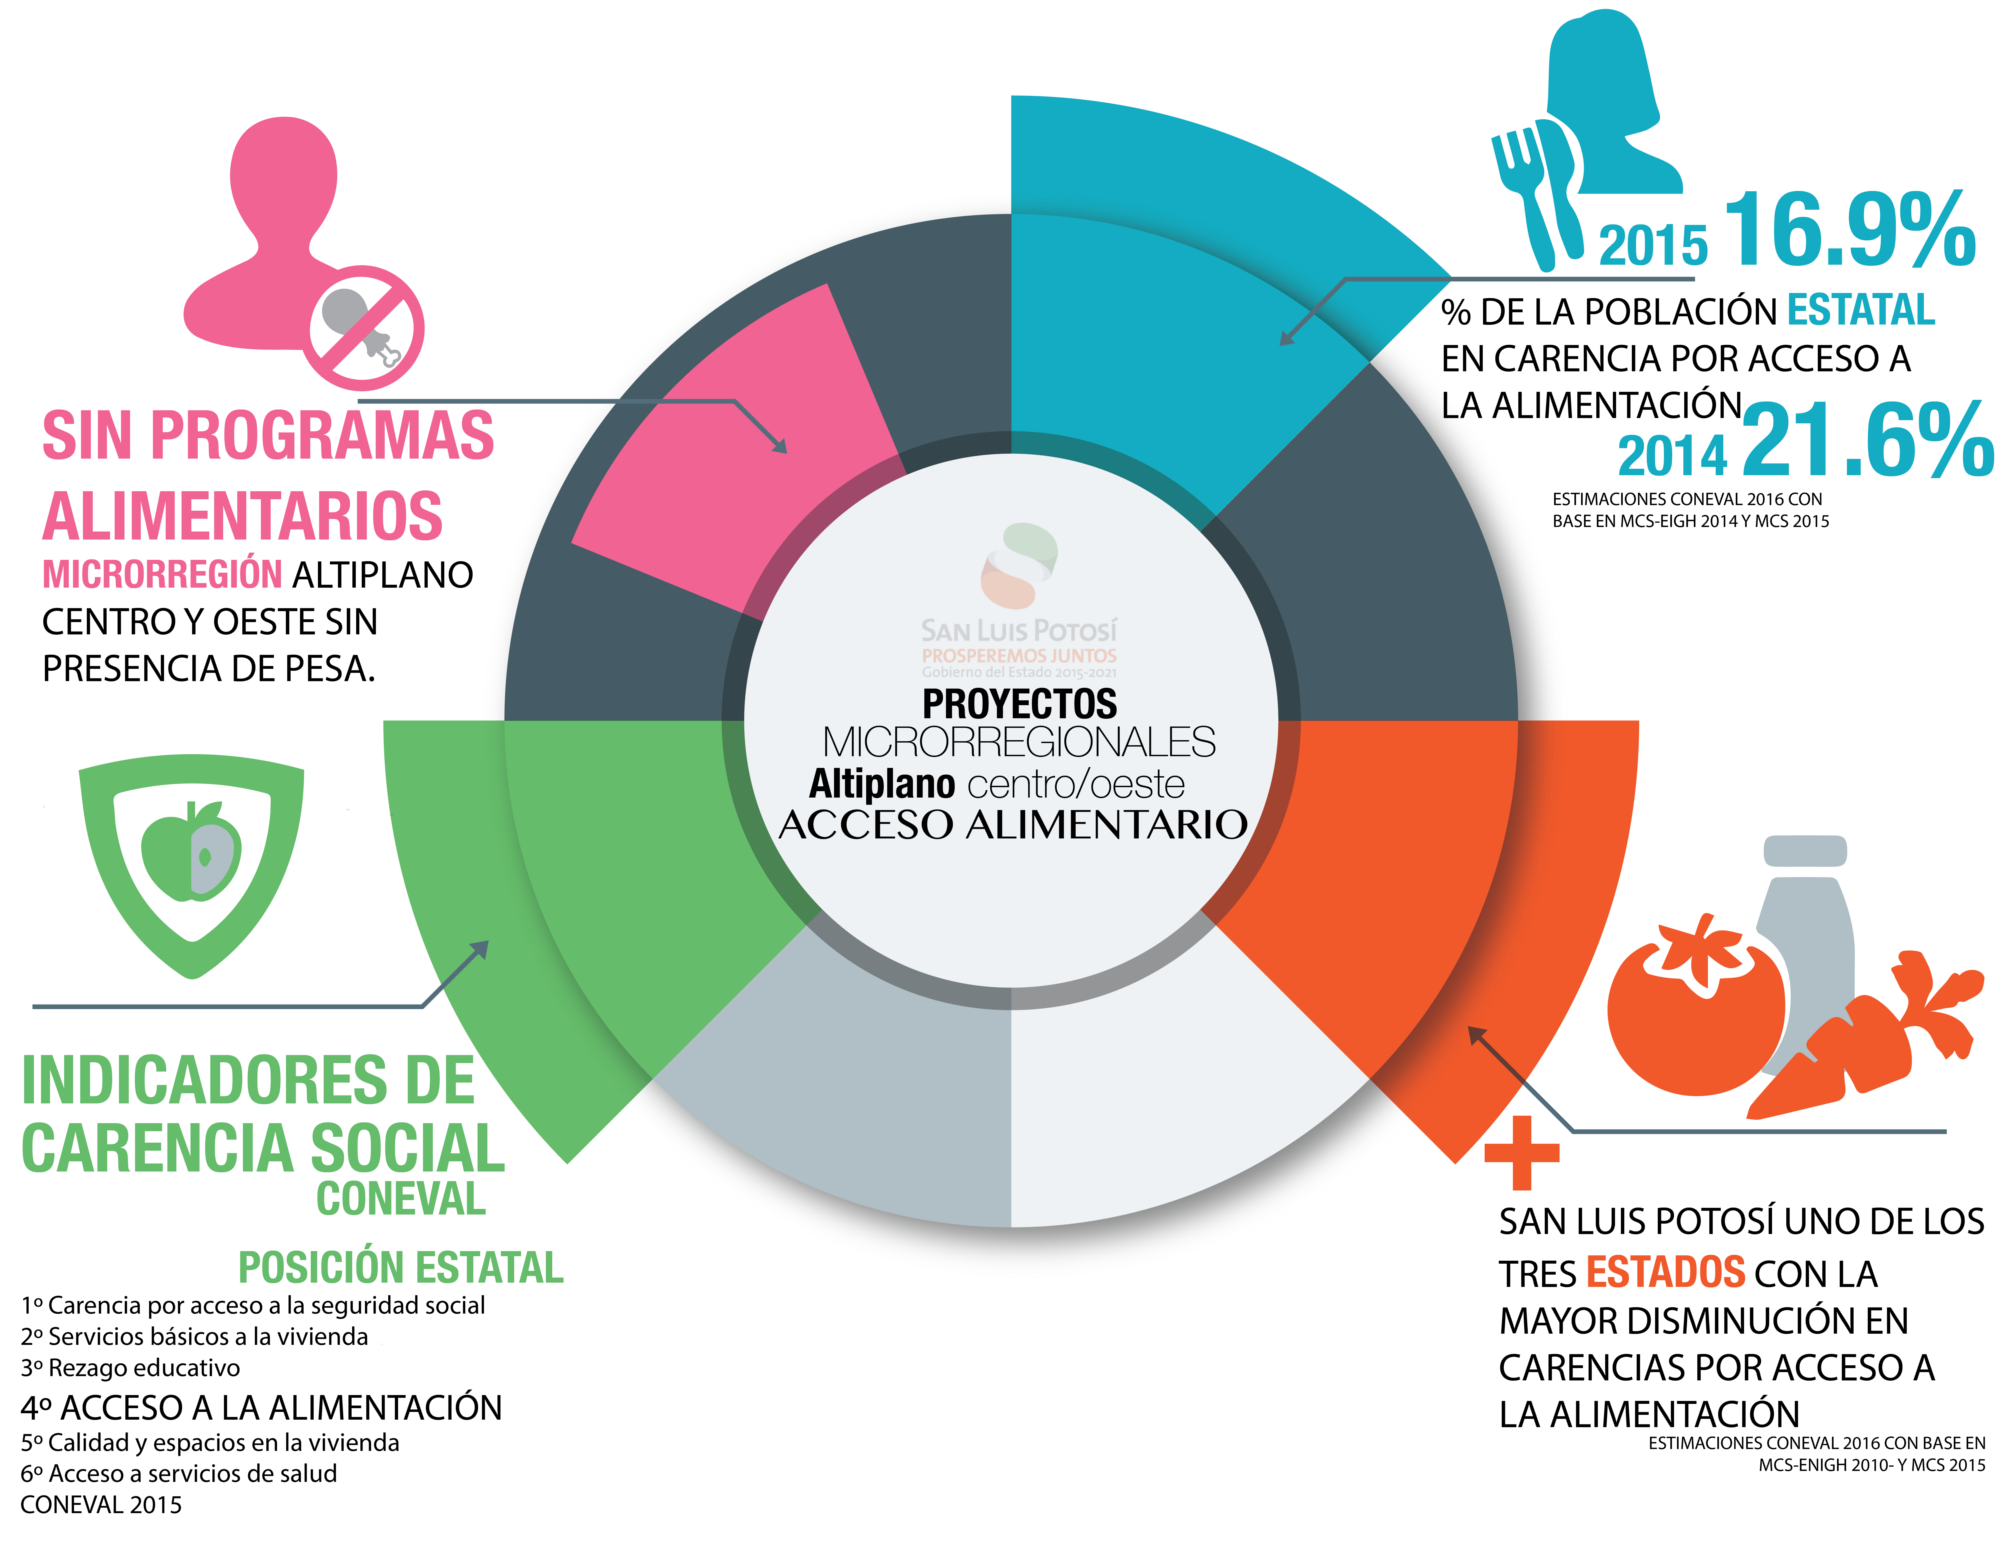 2015 16.9%
% DE LA POBLACIÓN ESTATAL
EN CARENCIA POR ACCESO A
LA ALIMENTACIÓN
2014 21.6%
ESTIMACIONES CONEVAL 2016 CON
BASE EN MCS-EIGH 2014 Y MCS 2015
SIN PROGRAMAS
ALIMENTARIOS
MICRORREGIÓN ALTIPLANO
CENTRO Y OESTE SIN
PRESENCIA DE PESA.
SAN LUIS POTOSÍ
PROSPEREMOS JUNTOS
Gobierno del Estado 2015-2021
PROYECTOS
MICRORREGIONALES
Altiplano centro/oeste
ACCESO ALIMENTARIO
INDICADORES DE
CARENCIA SOCIAL
CONEVAL
POSICIÓN ESTATAL
1º Carencia por acceso a la seguridad social
2º Servicios básicos a la vivienda
3º Rezago educativo
4º ACCESO A LA ALIMENTACIÓN
5º Calidad y espacios en la vivienda
6º Acceso a servicios de salud
CONEVAL 2015
SAN LUIS POTOSÍ UNO DE LOS
TRES ESTADOS CON LA
MAYOR DISMINUCIÓN EN
CARENCIAS POR ACCESO A
LA ALIMENTACIÓN
ESTIMACIONES CONEVAL 2016 CON BASE EN
MCS-ENIGH 2010- Y MCS 2015